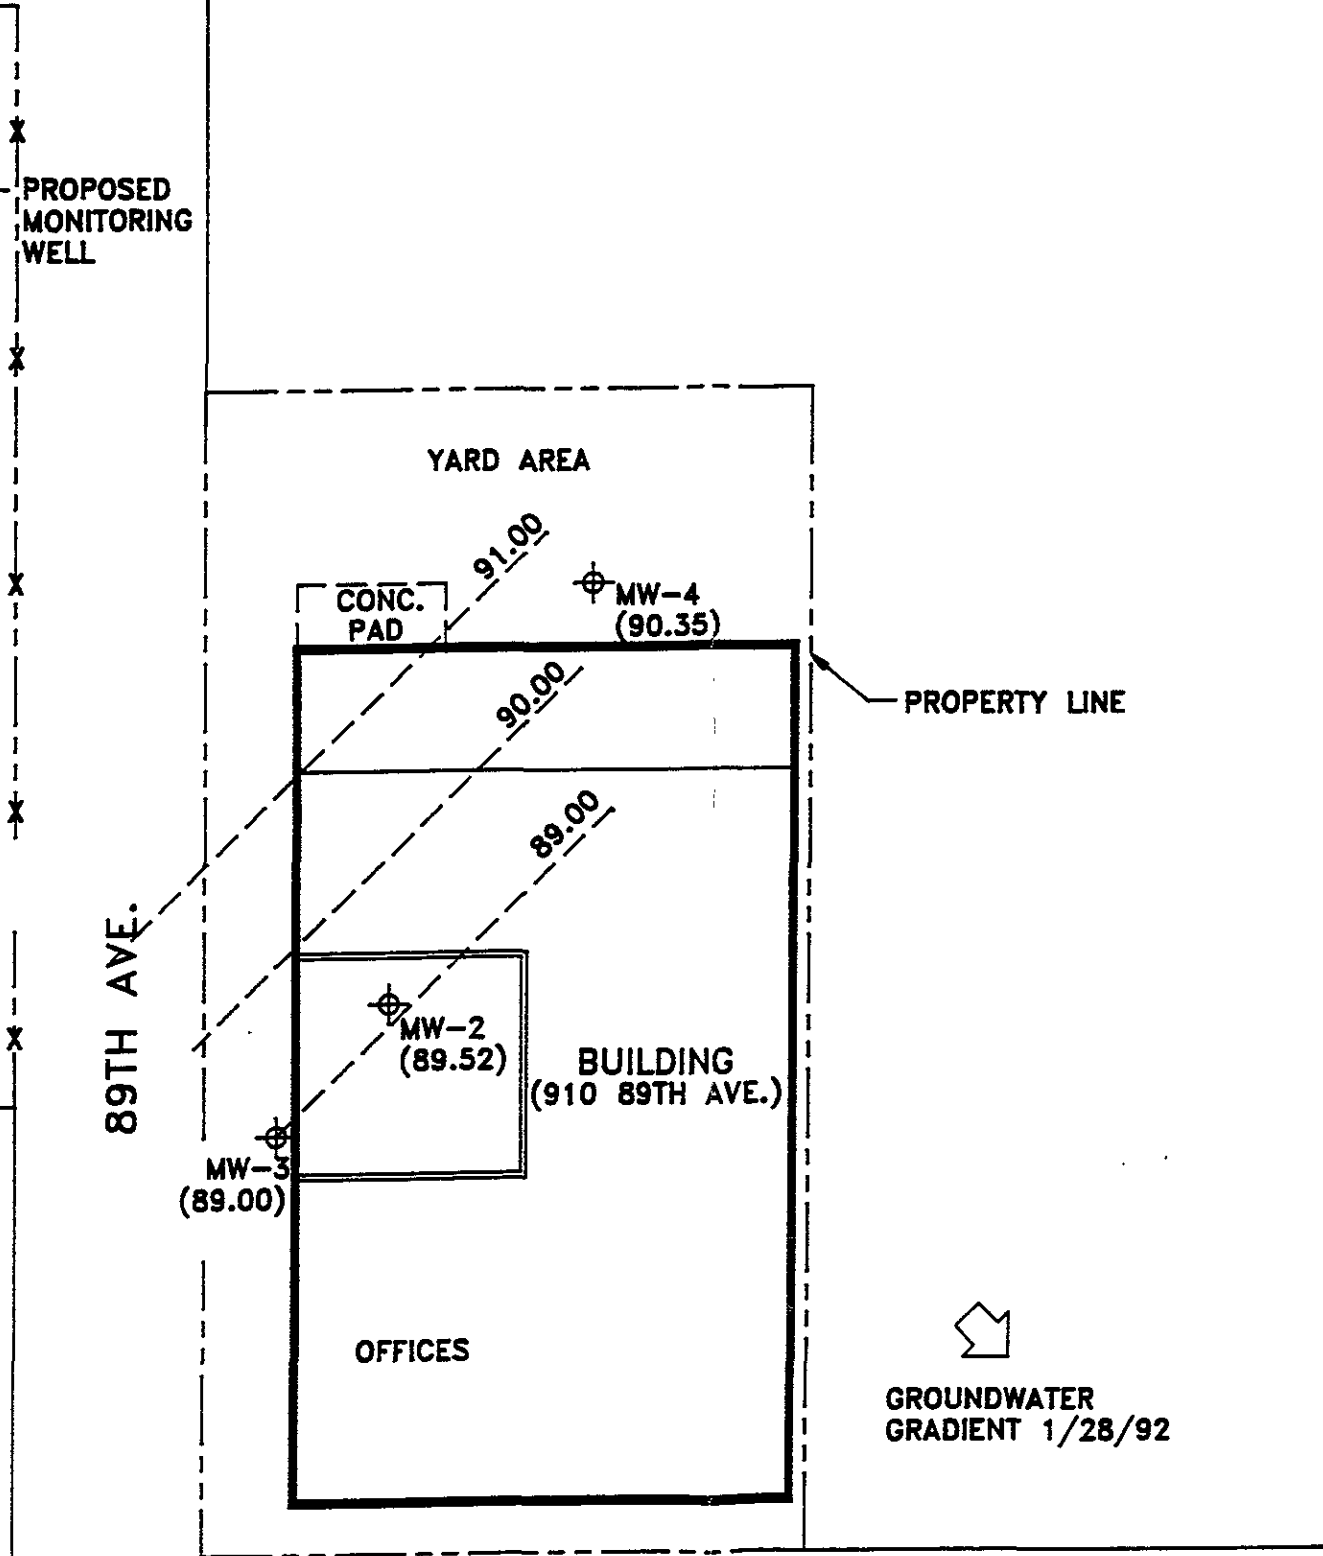 PROPOSED
MONITORING
WELL
YARD AREA
91.00
CONC.
PAD
MW-4
(90.35)
90.00
PROPERTY LINE
89.00
89TH AVE.
MW-2
(89.52)
BUILDING
(910 89TH AVE.)
MW-3
(89.00)
OFFICES
GROUNDWATER
GRADIENT 1/28/92